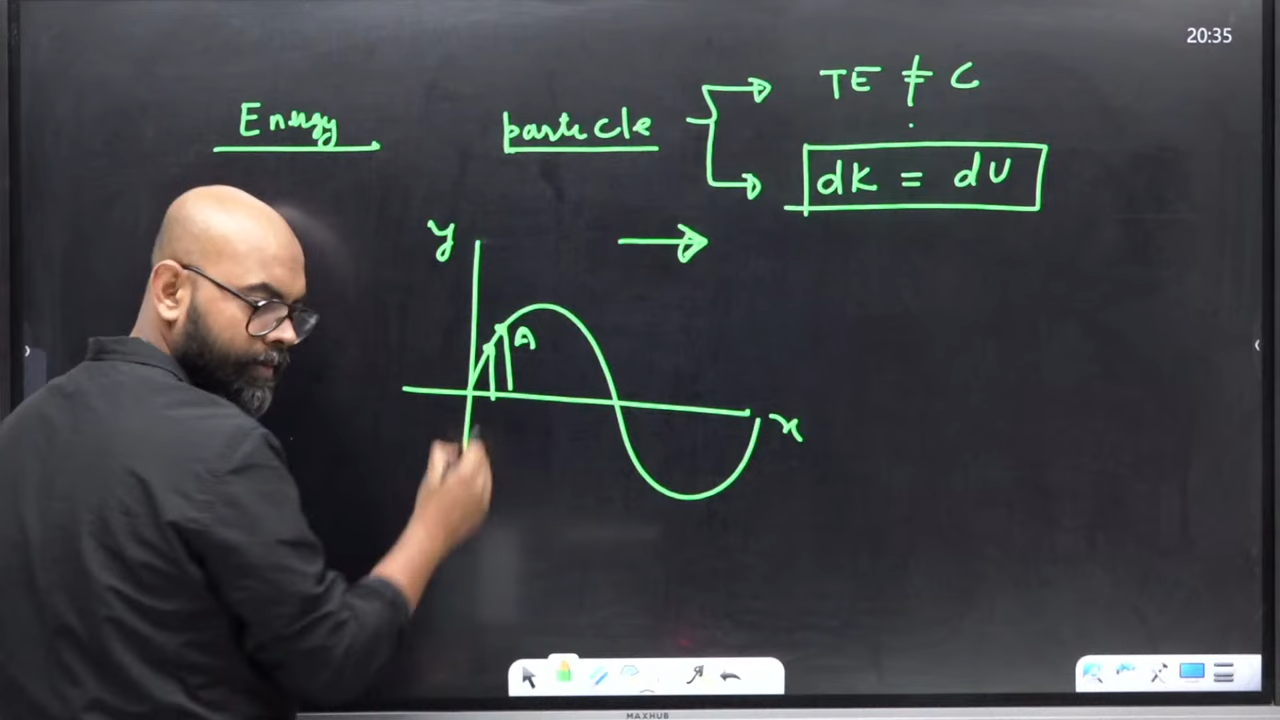 20:35
Energy
particle
TE ≠ C
dK = dU
y
A
x
MAXHUB